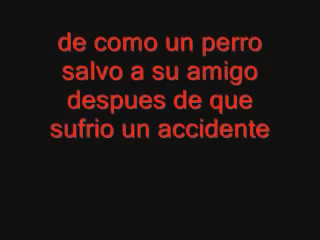 de como un perro
salvo a su amigo
despues de que
sufrio un accidente